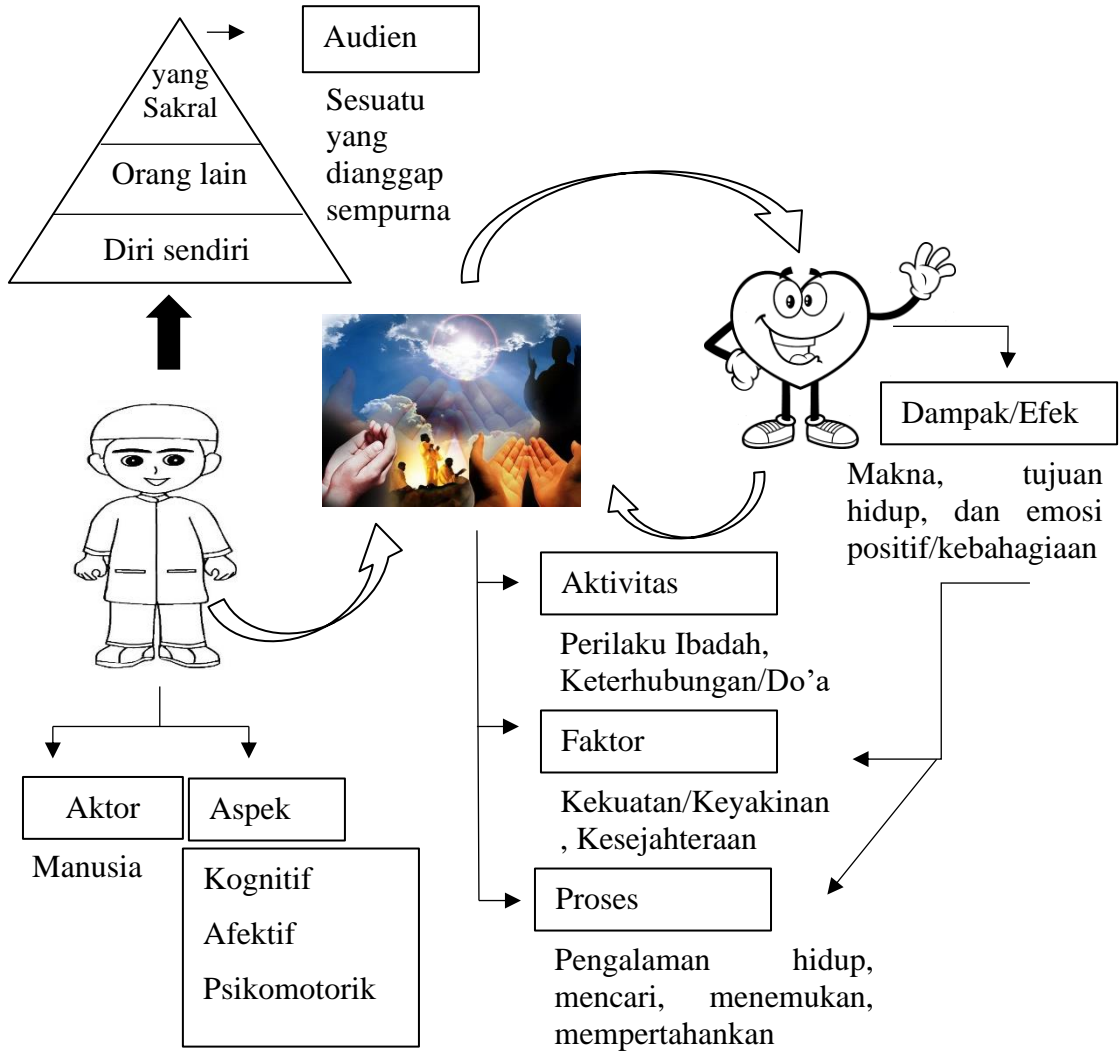 yang
Sakral
Orang lain
Diri sendiri
Audien
Sesuatu
yang
dianggap
sempurna
Dampak/Efek
Makna, tujuan
hidup, dan emosi
positif/kebahagiaan
Aktivitas
Perilaku Ibadah,
Keterhubungan/Do’a
Faktor
Kekuatan/Keyakinan
, Kesejahteraan
Proses
Pengalaman hidup,
mencari, menemukan,
mempertahankan
Aktor
Manusia
Aspek
Kognitif
Afektif
Psikomotorik